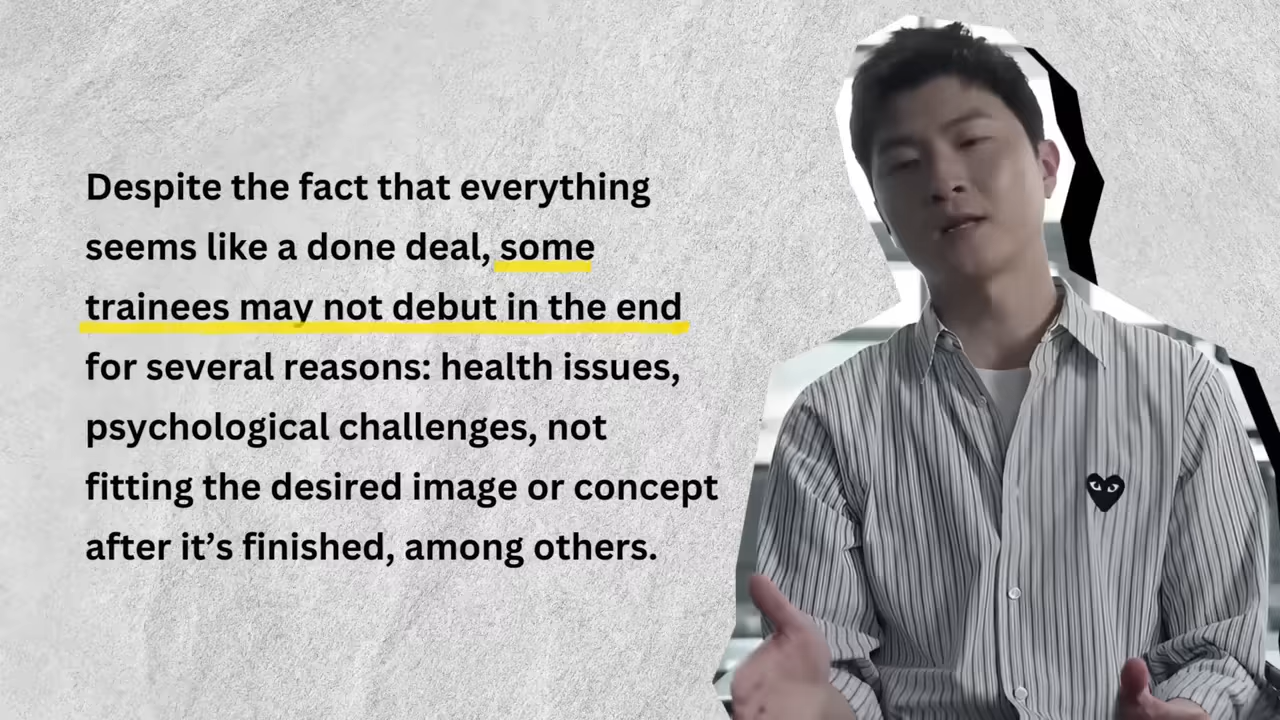 Despite the fact that everything
seems like a done deal, some
trainees may not debut in the end
for several reasons: health issues,
psychological challenges, not
fitting the desired image or concept
after it’s finished, among others.